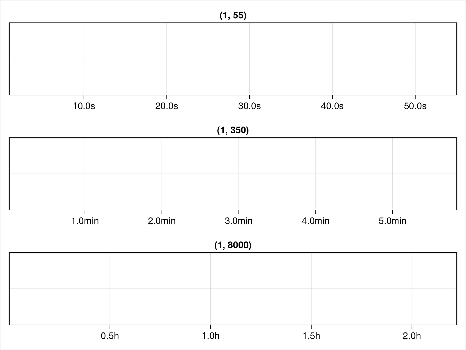 (1, 55)
10.0s 20.0s 30.0s 40.0s 50.0s
(1, 350)
1.0min 2.0min 3.0min 4.0min 5.0min
(1, 8000)
0.5h 1.0h 1.5h 2.0h